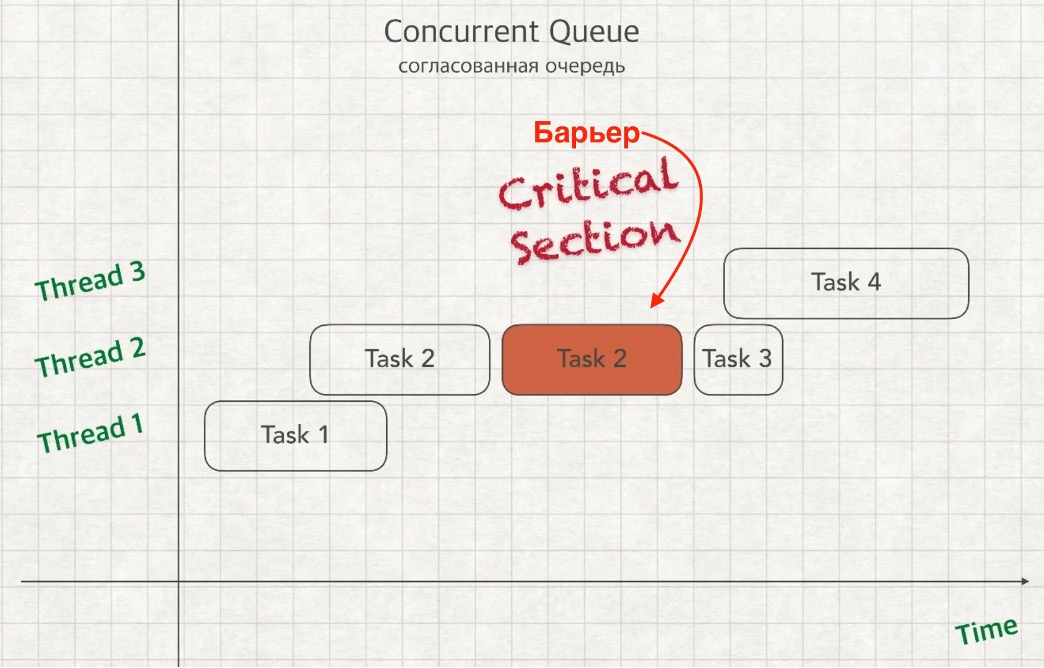 Concurrent Queue
согласованная очередь
Барьер
Critical
Section
Thread 3
Task 4
Thread 2
Task 2
Task 2
Task 3
Thread 1
Task 1
Time